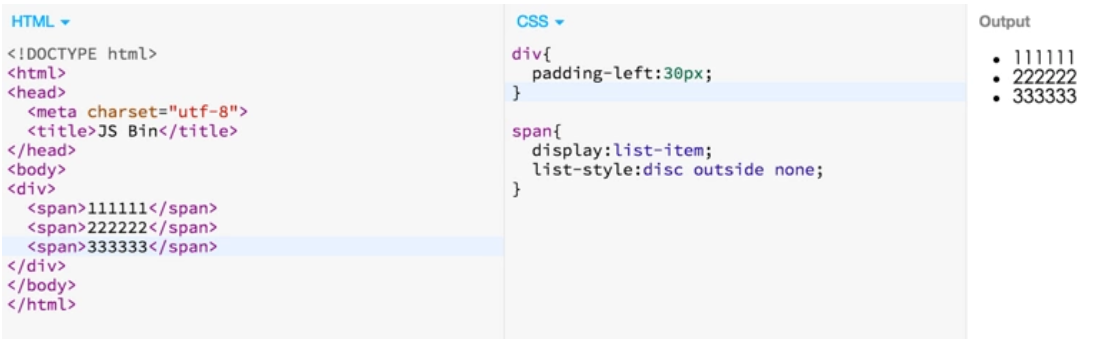 HTML
<!DOCTYPE html>
<html>
<head>
  <meta charset="utf-8">
  <title>JS Bin</title>
</head>
<body>
<div>
  <span>111111</span>
  <span>222222</span>
  <span>333333</span>
</div>
</body>
</html>
CSS
div{
  padding-left:30px;
}

span{
  display:list-item;
  list-style:disc outside none;
}
Output
• 111111
• 222222
• 333333